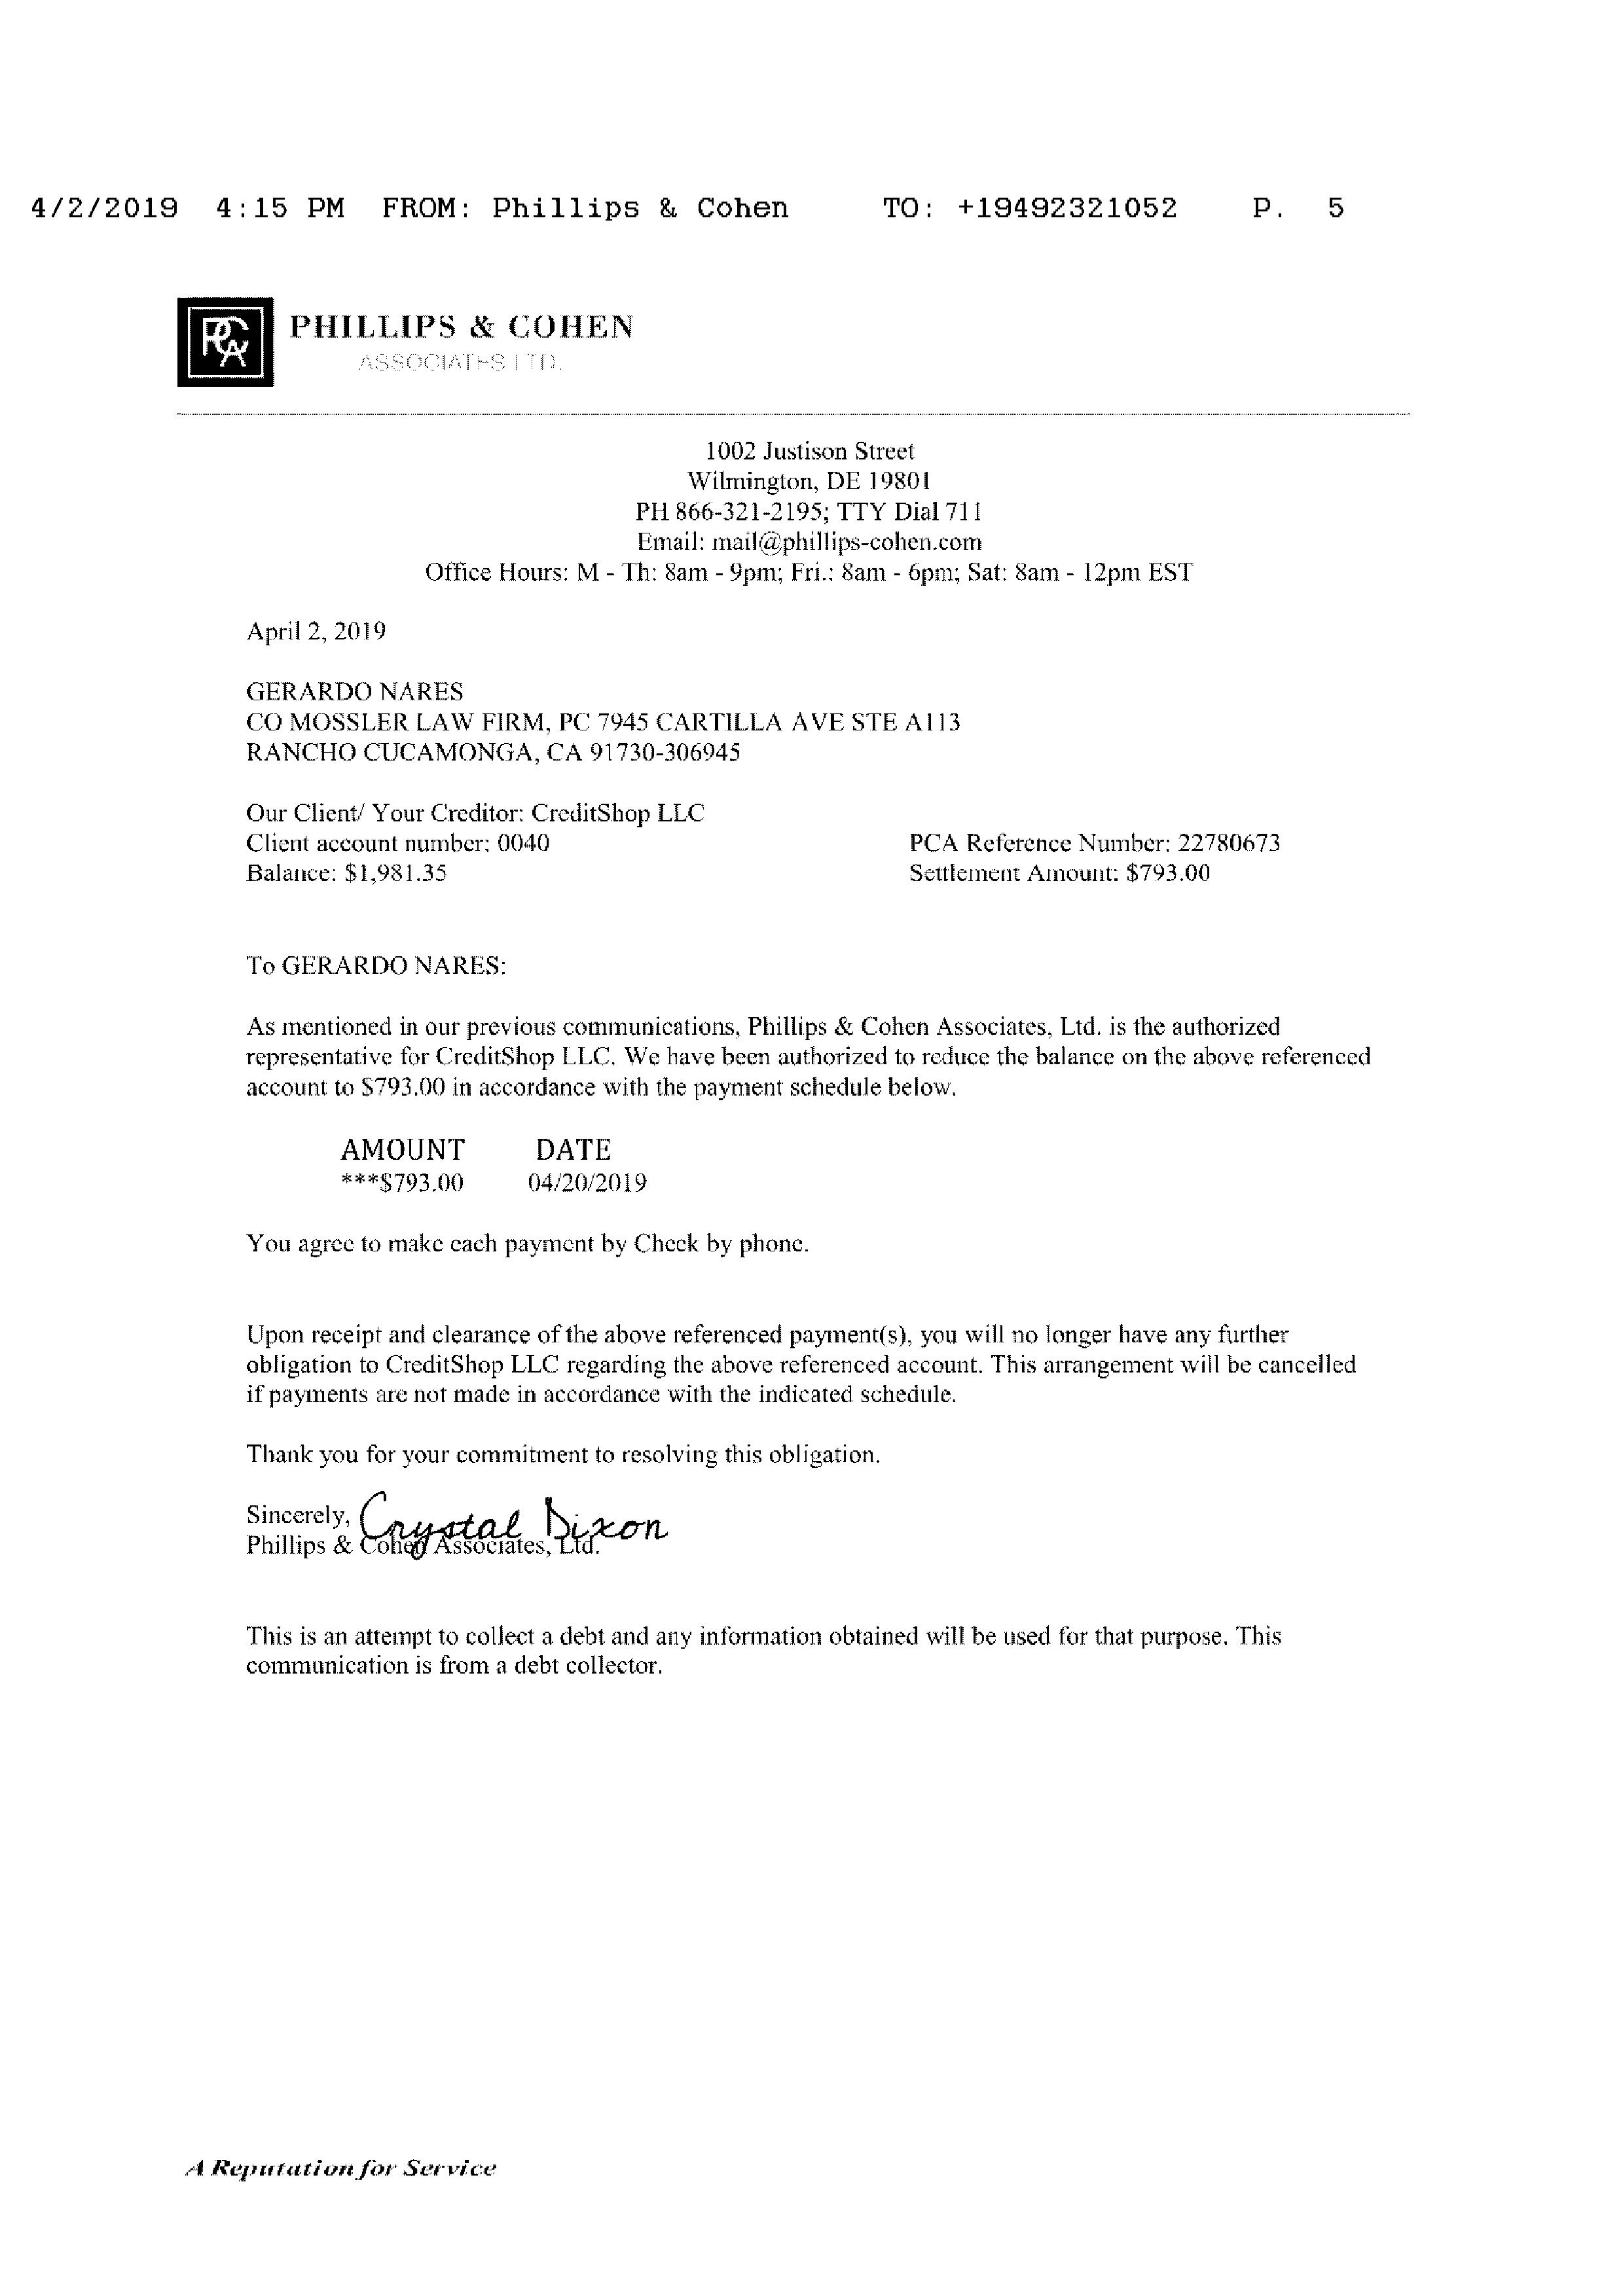 4/2/2019 4:15 PM FROM: Phillips & Cohen TO: +19492321052 P. 5
PCA
PHILLIPS & COHEN
ASSOCIATES LTD.
1002 Justison Street
Wilmington, DE 19801
PH 866-321-2195; TTY Dial 711
Email: mail@phillips-cohen.com
Office Hours: M - Th: 8am - 9pm; Fri.: 8am - 6pm; Sat: 8am - 12pm EST
April 2, 2019
GERARDO NARES
CO MOSSLER LAW FIRM, PC 7945 CARTILLA AVE STE A113
RANCHO CUCAMONGA, CA 91730-306945
Our Client/ Your Creditor: CreditShop LLC
Client account number: 0040 PCA Reference Number: 22780673
Balance: $1,981.35 Settlement Amount: $793.00
To GERARDO NARES:
As mentioned in our previous communications, Phillips & Cohen Associates, Ltd. is the authorized
representative for CreditShop LLC. We have been authorized to reduce the balance on the above referenced
account to $793.00 in accordance with the payment schedule below.
AMOUNT DATE
***$793.00 04/20/2019
You agree to make each payment by Check by phone.
Upon receipt and clearance of the above referenced payment(s), you will no longer have any further
obligation to CreditShop LLC regarding the above referenced account. This arrangement will be cancelled
if payments are not made in accordance with the indicated schedule.
Thank you for your commitment to resolving this obligation.
Sincerely, Crystal Dixon
Phillips & Cohen Associates, Ltd.
This is an attempt to collect a debt and any information obtained will be used for that purpose. This
communication is from a debt collector.
A Reputation for Service